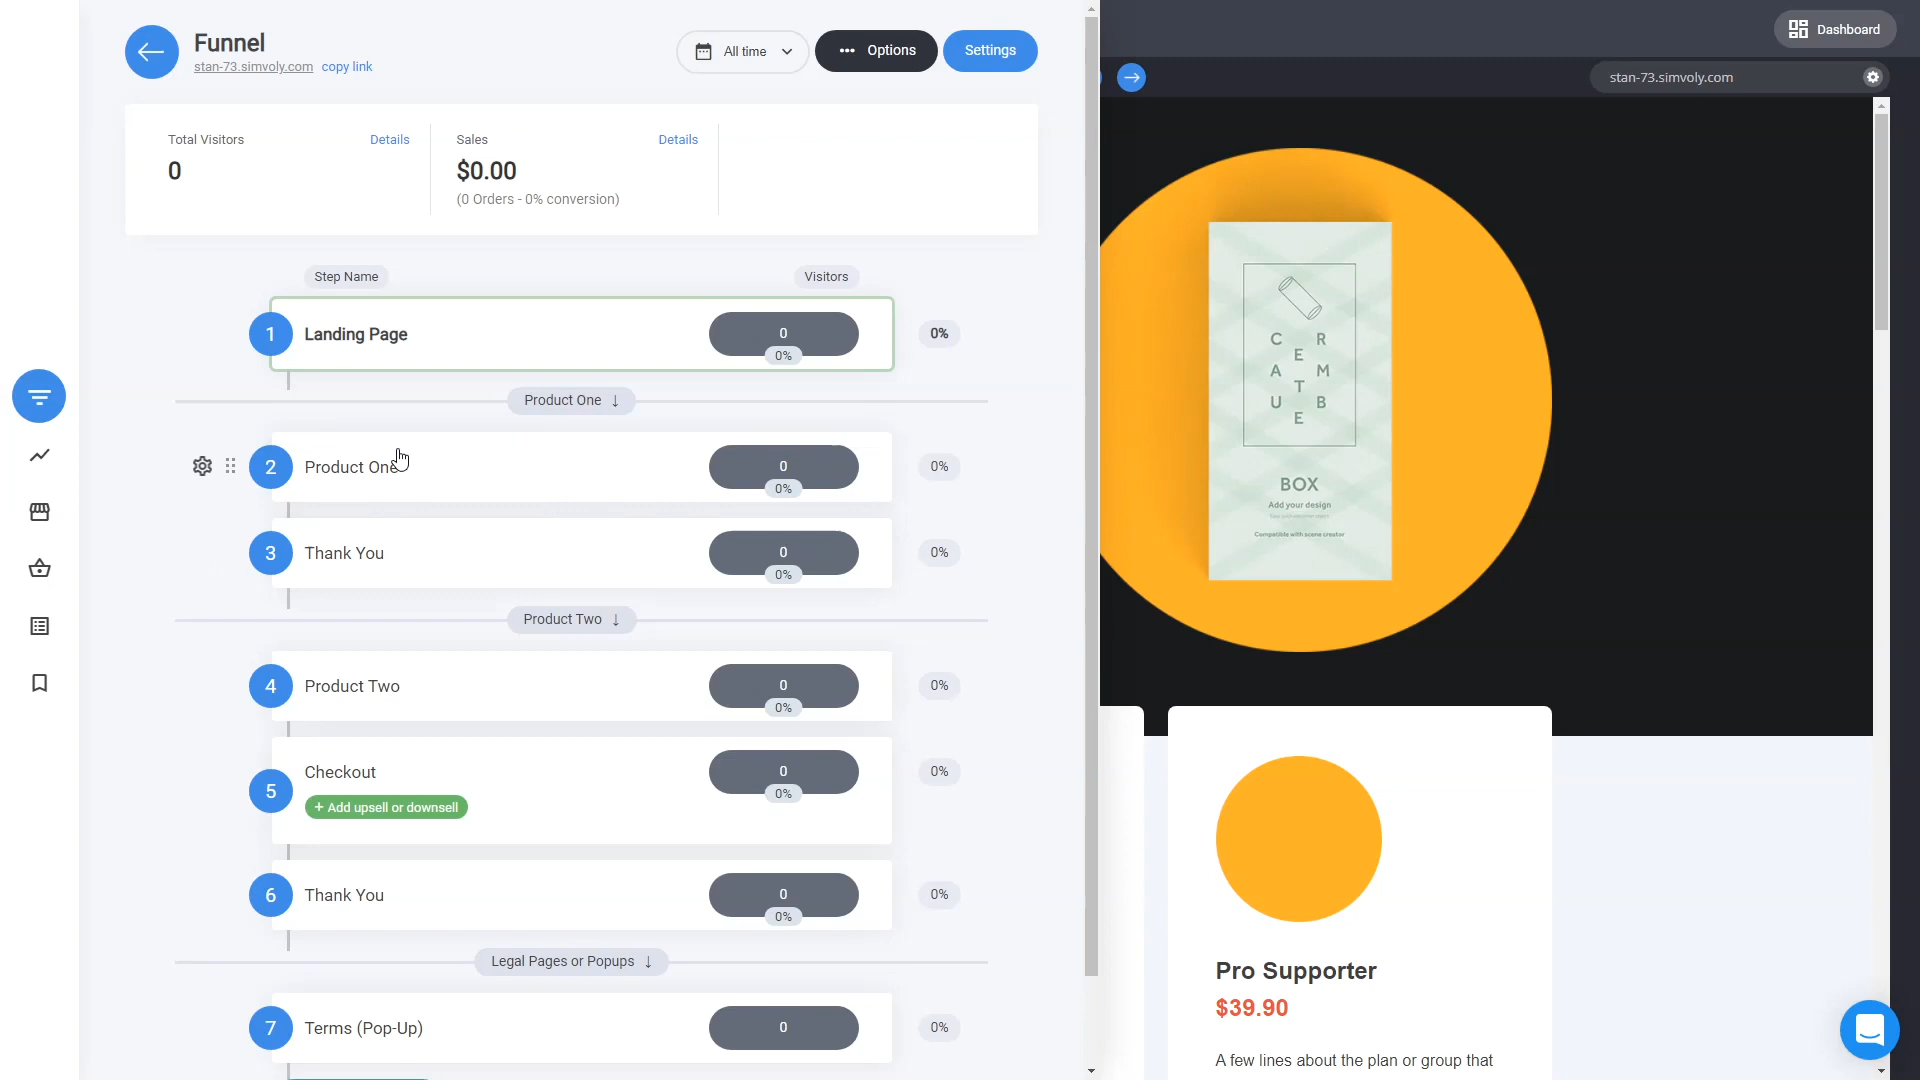 Funnel
stan-73.simvoly.com copy link
All time
Options
Settings
Dashboard
stan-73.simvoly.com
Total Visitors
Details
0
Sales
Details
$0.00
(0 Orders - 0% conversion)
Step Name
Visitors
1
Landing Page
0
0%
0%
Product One ↓
2
Product One
0
0%
0%
3
Thank You
0
0%
0%
Product Two ↓
4
Product Two
0
0%
0%
5
Checkout
0
0%
0%
+ Add upsell or downsell
6
Thank You
0
0%
0%
Legal Pages or Popups ↓
7
Terms (Pop-Up)
0
0%
C R
E
A M
T
U B
E
BOX
Add your design
Compatible with scene creator
Pro Supporter
$39.90
A few lines about the plan or group that